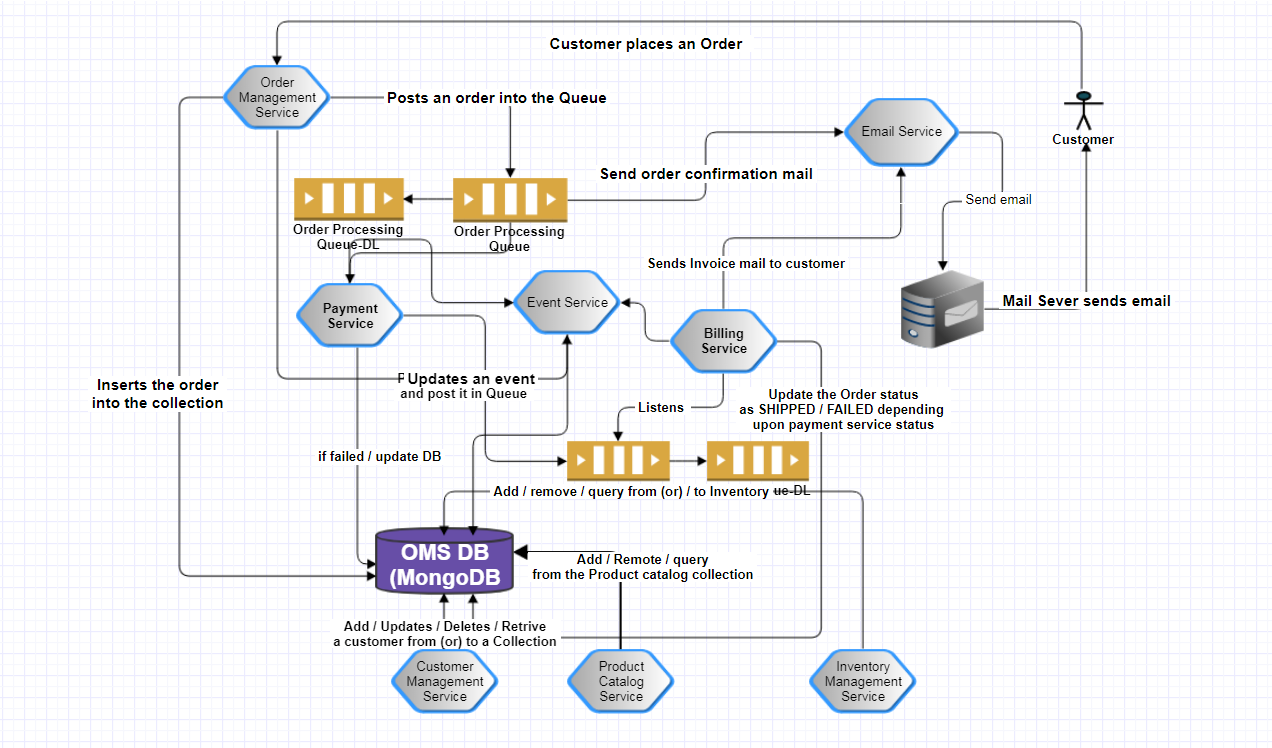 Customer places an Order
Order
Management
Service
Posts an order into the Queue
Email Service
Customer
Send order confirmation mail
Send email
Order Processing
Queue-DL
Order Processing
Queue
Sends Invoice mail to customer
Payment
Service
Event Service
Billing
Service
Mail Sever sends email
Inserts the order
into the collection
Updates an event
and post it in Queue
Listens
Update the Order status
as SHIPPED / FAILED depending
upon payment service status
if failed / update DB
Add / remove / query from (or) / to Inventory
ue-DL
OMS DB
(MongoDB
Add / Remote / query
from the Product catalog collection
Add / Updates / Deletes / Retrive
a customer from (or) to a Collection
Customer
Management
Service
Product
Catalog
Service
Inventory
Management
Service